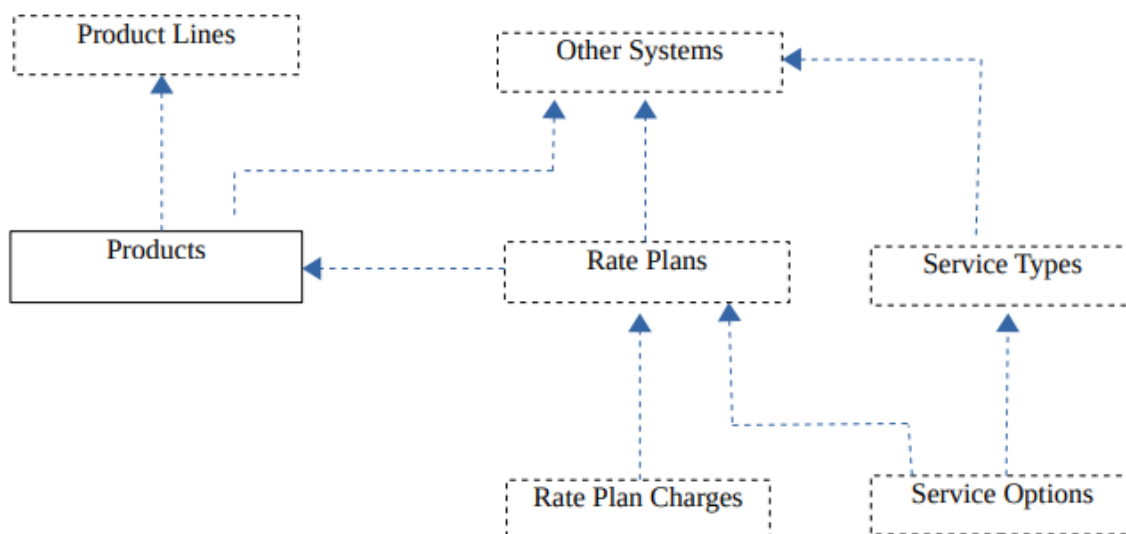 Product Lines
Other Systems
Products
Rate Plans
Service Types
Rate Plan Charges
Service Options